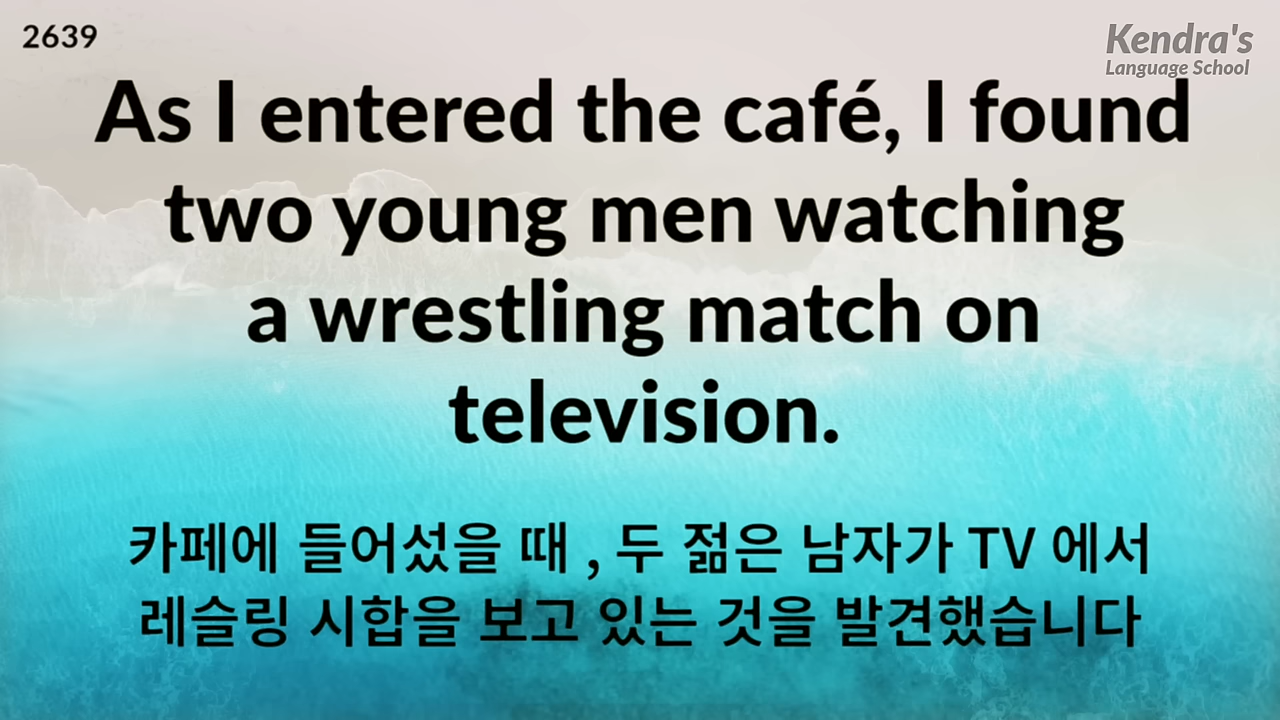 2639
Kendra's
Language School
As I entered the café, I found
two young men watching
a wrestling match on
television.
카페에 들어섰을 때 , 두 젊은 남자가 TV 에서
레슬링 시합을 보고 있는 것을 발견했습니다